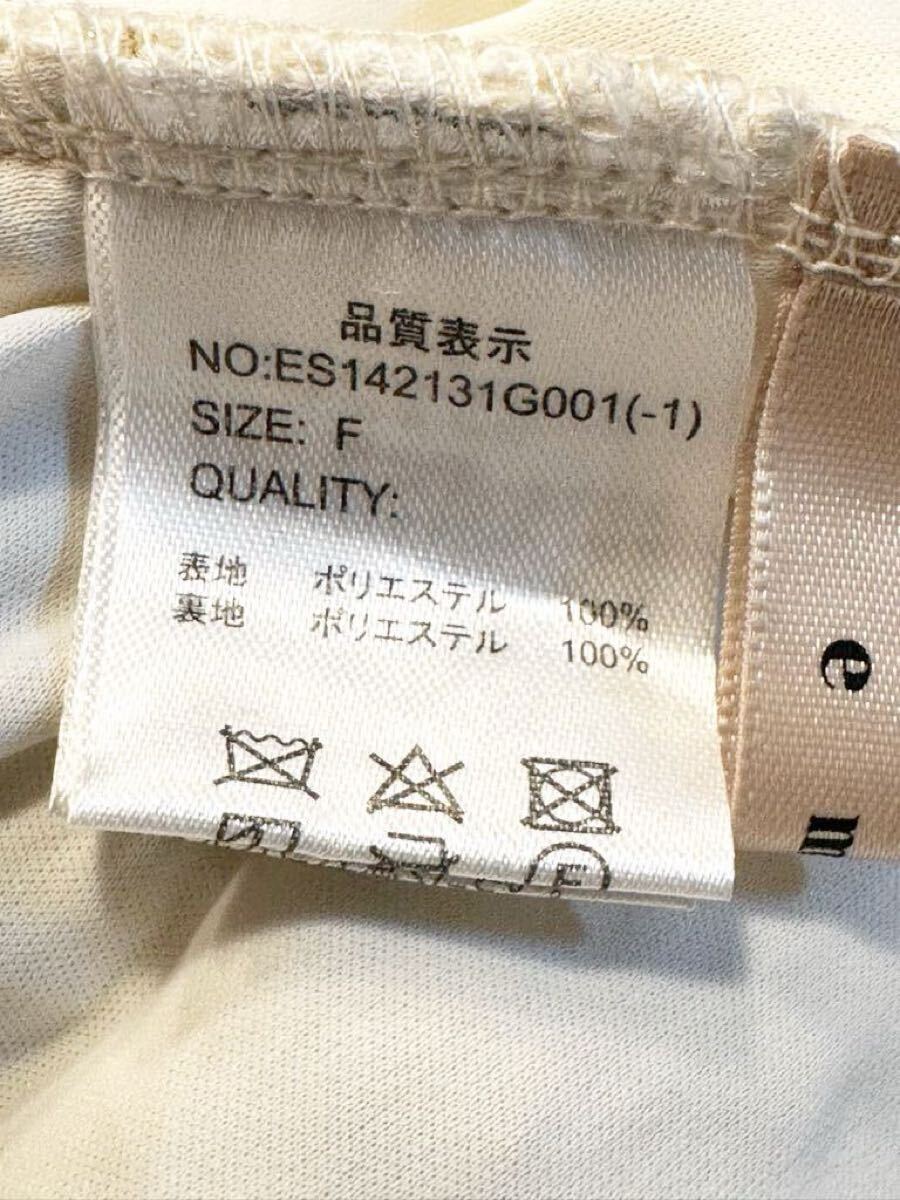 品質表示
NO:ES142131G001(-1)
SIZE: F
QUALITY:
表地 ポリエステル 100%
裏地 ポリエステル 100%
F
e
m